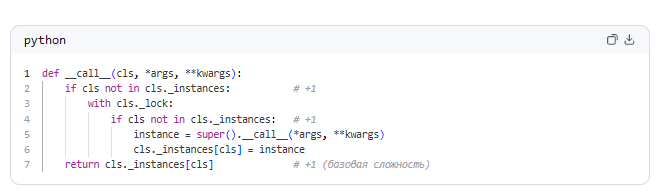 python
1 def __call__(cls, *args, **kwargs):
2     if cls not in cls._instances:           # +1
3         with cls._lock:
4             if cls not in cls._instances:   # +1
5                 instance = super().__call__(*args, **kwargs)
6                 cls._instances[cls] = instance
7     return cls._instances[cls]              # +1 (базовая сложность)